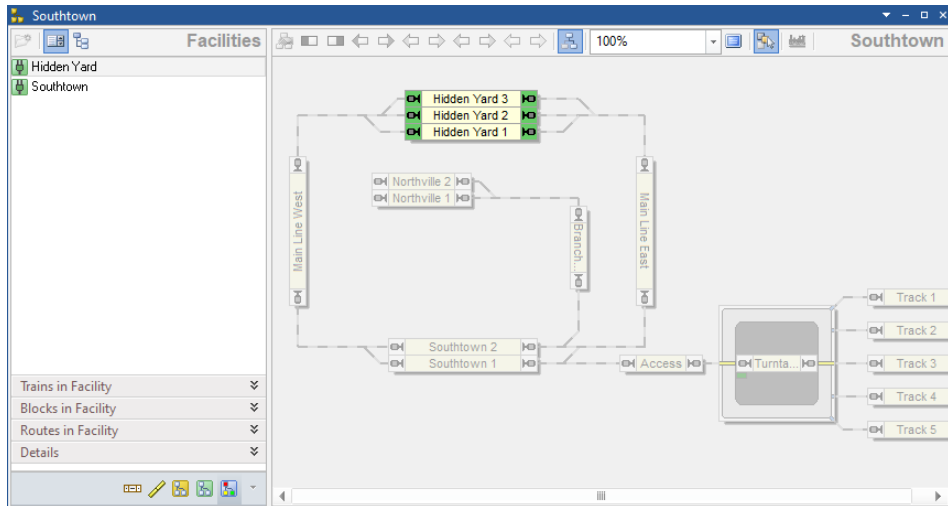 Southtown
Facilities
100%
Southtown
Hidden Yard
Southtown
Hidden Yard 3
Hidden Yard 2
Hidden Yard 1
Main Line West
Northville 2
Northville 1
Branch...
Main Line East
Southtown 2
Southtown 1
Access
Turnta...
Track 1
Track 2
Track 3
Track 4
Track 5
Trains in Facility
Blocks in Facility
Routes in Facility
Details